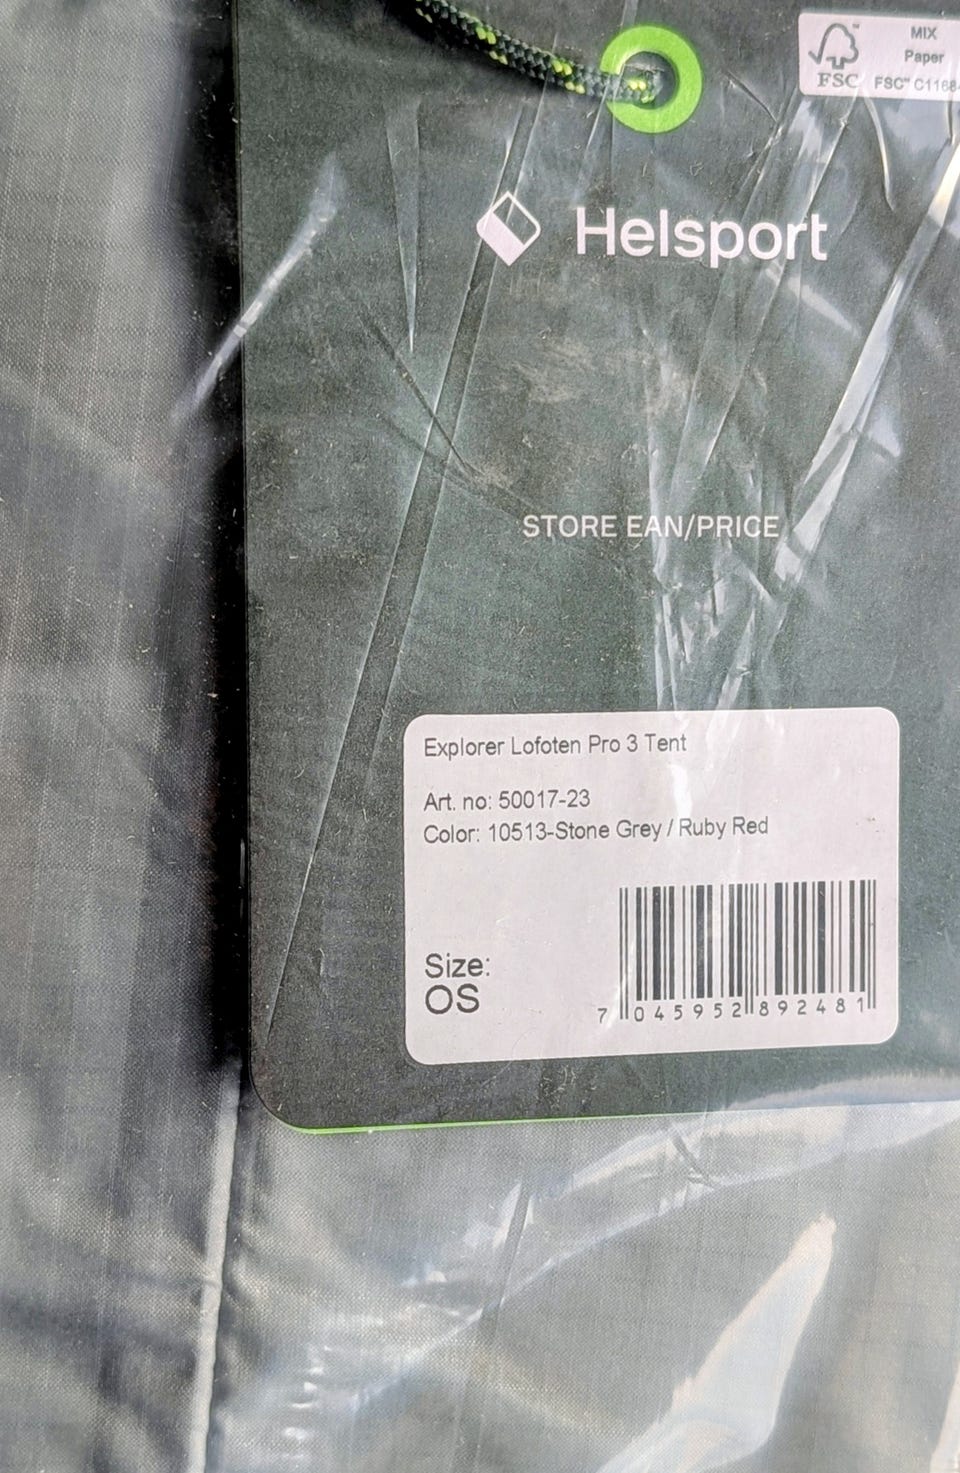 MIX
Paper
FSC
Helsport
STORE EAN/PRICE
Explorer Lofoten Pro 3 Tent
Art. no: 50017-23
Color: 10513-Stone Grey / Ruby Red
Size:
OS
7 045952 892481